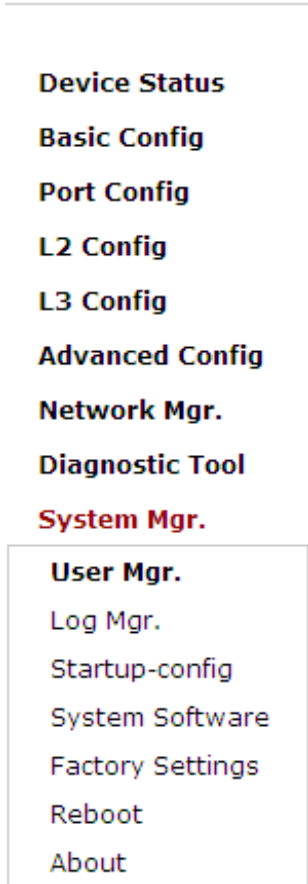 Device Status
Basic Config
Port Config
L2 Config
L3 Config
Advanced Config
Network Mgr.
Diagnostic Tool
System Mgr.
User Mgr.
Log Mgr.
Startup-config
System Software
Factory Settings
Reboot
About